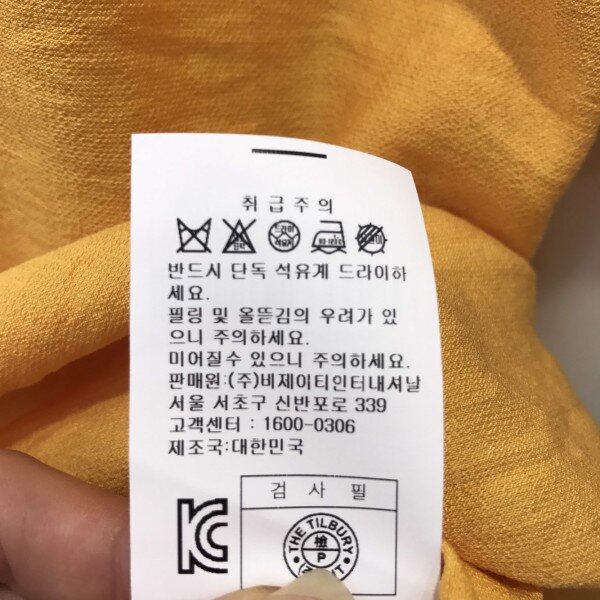 취급주의
드라이
석유계
80~120℃
반드시 단독 석유계 드라이하
세요.
필링 및 올뜯김의 우려가 있
으니 주의하세요.
미어질수 있으니 주의하세요.
판매원:(주)비제이티인터내셔날
서울 서초구 신반포로 339
고객센터 : 1600-0306
제조국:대한민국
검사필
THE TILBURY
檢
P